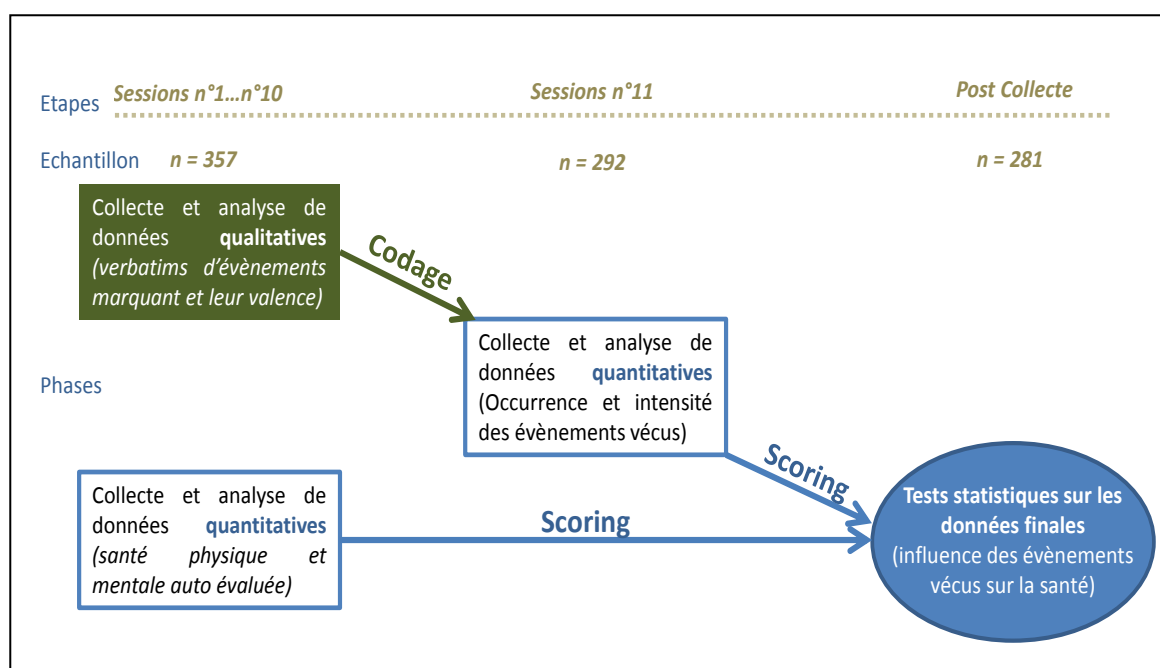 Etapes Sessions n°1...n°10 Sessions n°11 Post Collecte
Echantillon n = 357 n = 292 n = 281
Collecte et analyse de
données qualitatives
(verbatims d'évènements
marquant et leur valence)
Codage
Collecte et analyse de
données quantitatives
(Occurrence et intensité
des évènements vécus)
Phases
Scoring
Collecte et analyse de
données quantitatives
(santé physique et
mentale auto évaluée)
Scoring
Tests statistiques sur les
données finales
(influence des évènements
vécus sur la santé)